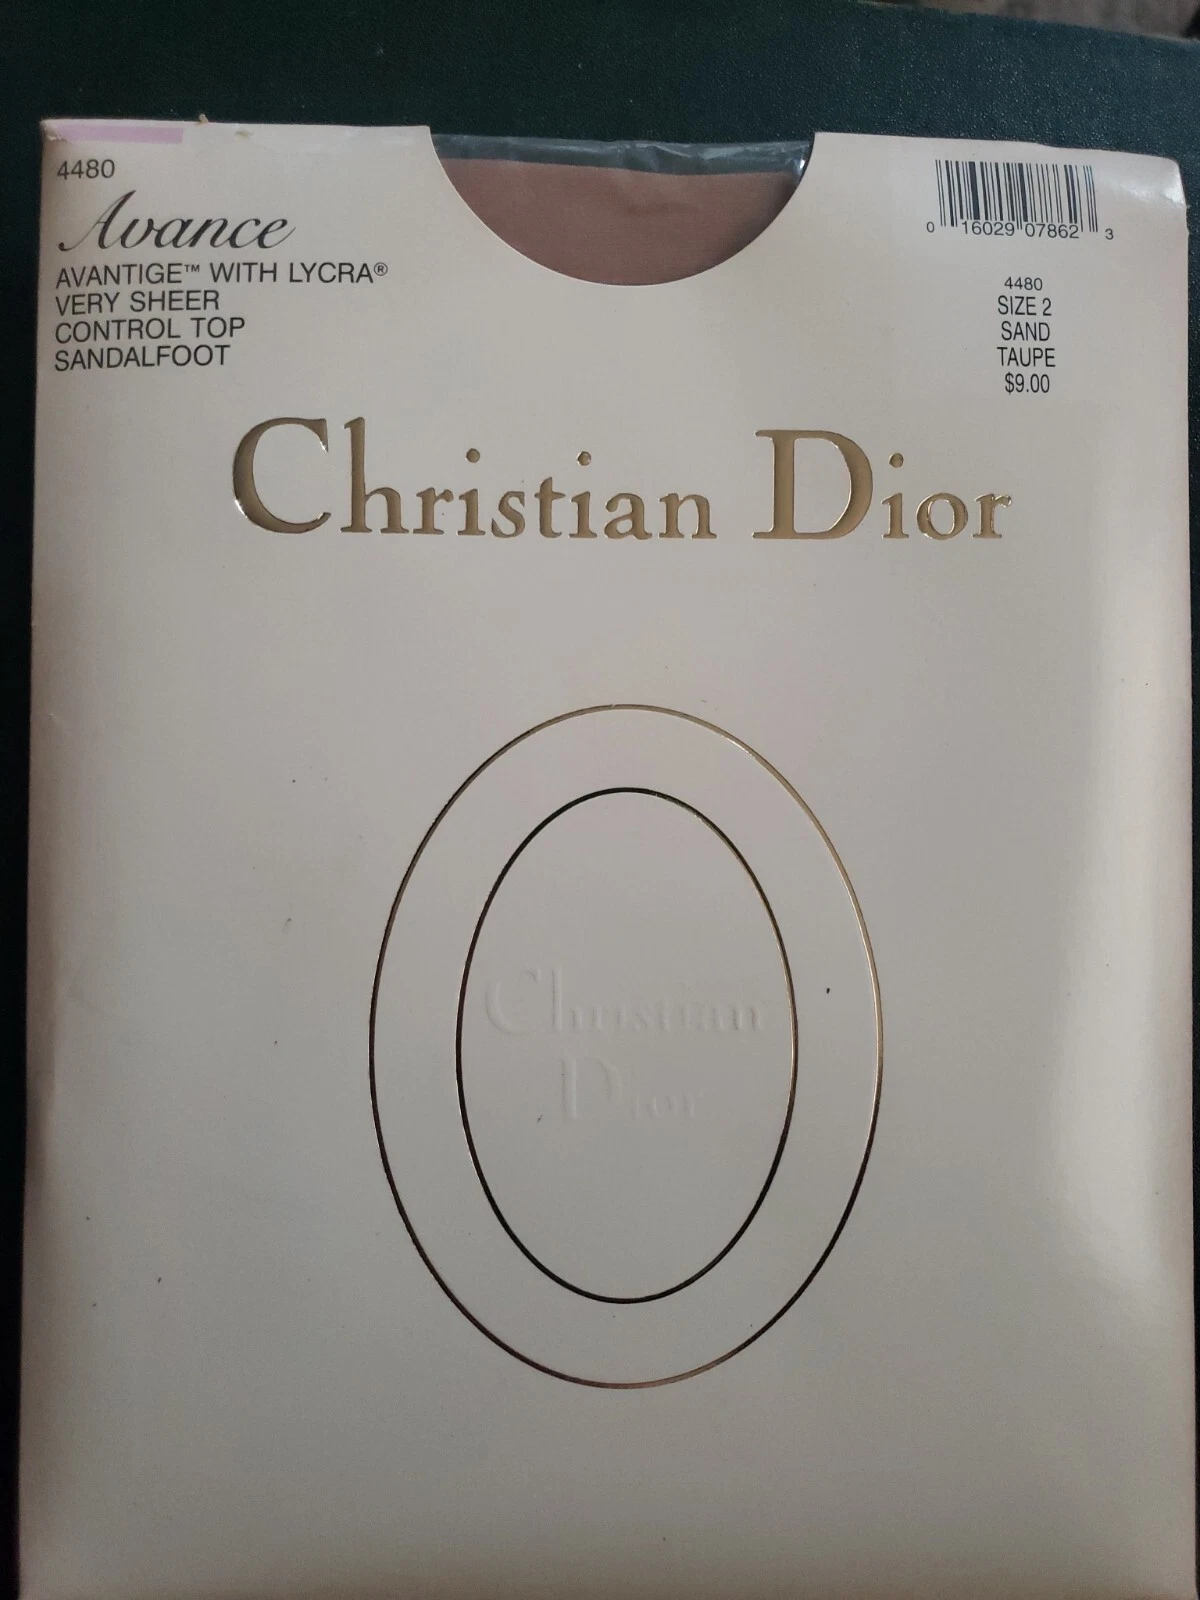 4480
Avance
AVANTIGE™ WITH LYCRA®
VERY SHEER
CONTROL TOP
SANDALFOOT
0 16029 07862 3
4480
SIZE 2
SAND
TAUPE
$9.00
Christian Dior
Christian
Dior